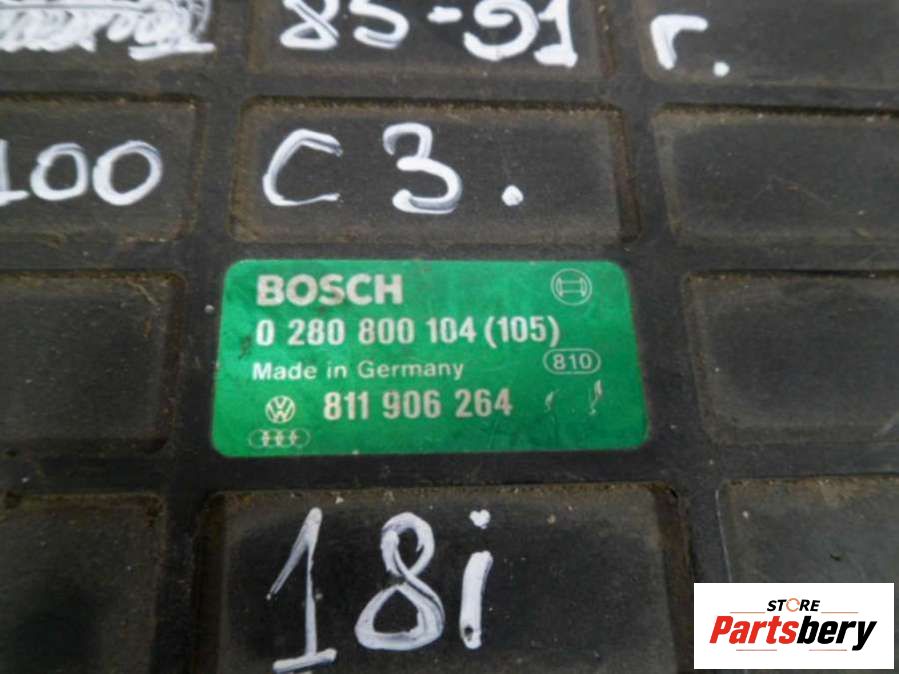 85-91 г.
100 C3.
BOSCH
0 280 800 104 (105)
Made in Germany 810
811 906 264
18i
STORE
Partsbery